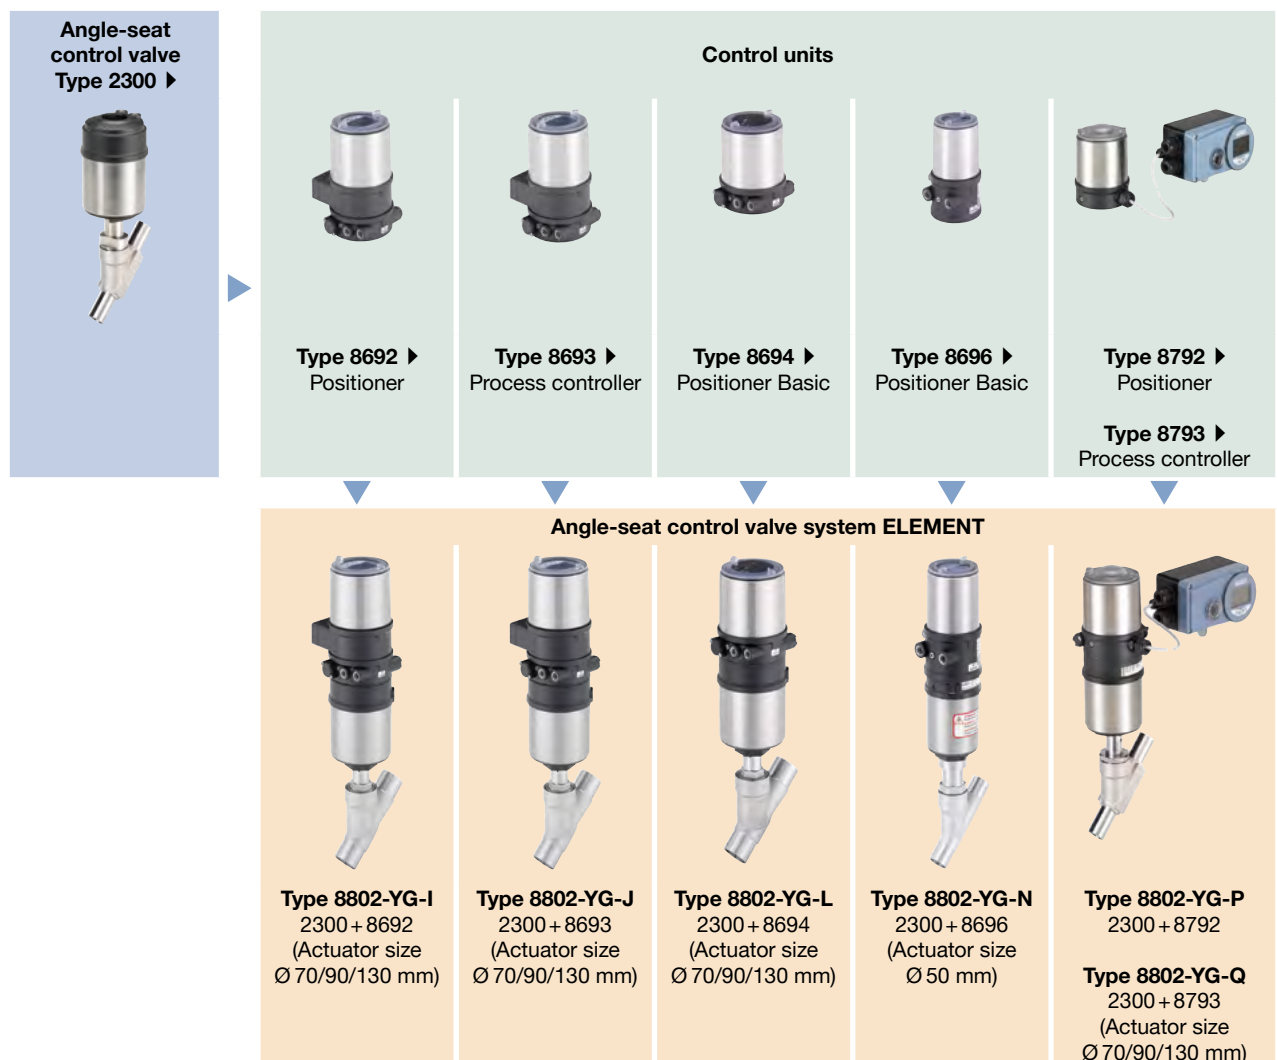 Angle-seat
control valve
Type 2300 ▶
Control units
Type 8692 ▶
Positioner
Type 8693 ▶
Process controller
Type 8694 ▶
Positioner Basic
Type 8696 ▶
Positioner Basic
Type 8792 ▶
Positioner
Type 8793 ▶
Process controller
Angle-seat control valve system ELEMENT
Type 8802-YG-I
2300 + 8692
(Actuator size
Ø 70/90/130 mm)
Type 8802-YG-J
2300 + 8693
(Actuator size
Ø 70/90/130 mm)
Type 8802-YG-L
2300 + 8694
(Actuator size
Ø 70/90/130 mm)
Type 8802-YG-N
2300 + 8696
(Actuator size
Ø 50 mm)
Type 8802-YG-P
2300 + 8792
Type 8802-YG-Q
2300 + 8793
(Actuator size
Ø 70/90/130 mm)